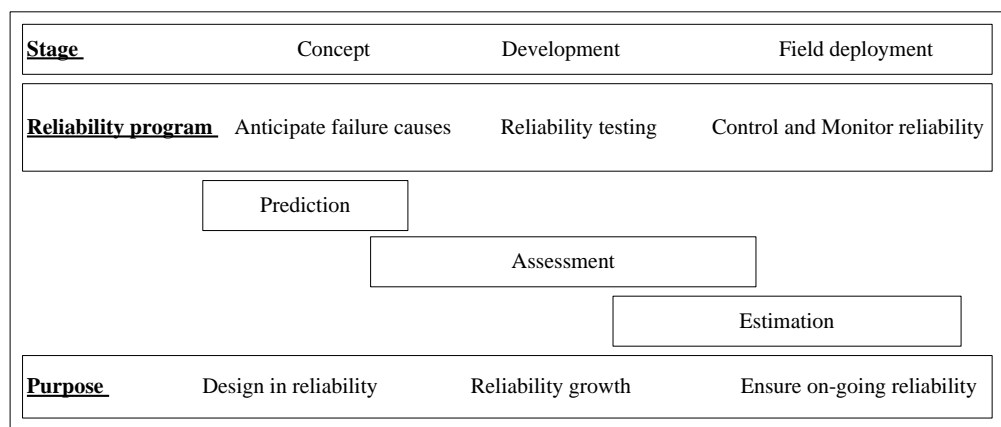 Stage Concept Development Field deployment
Reliability program Anticipate failure causes Reliability testing Control and Monitor reliability
Prediction
Assessment
Estimation
Purpose Design in reliability Reliability growth Ensure on-going reliability